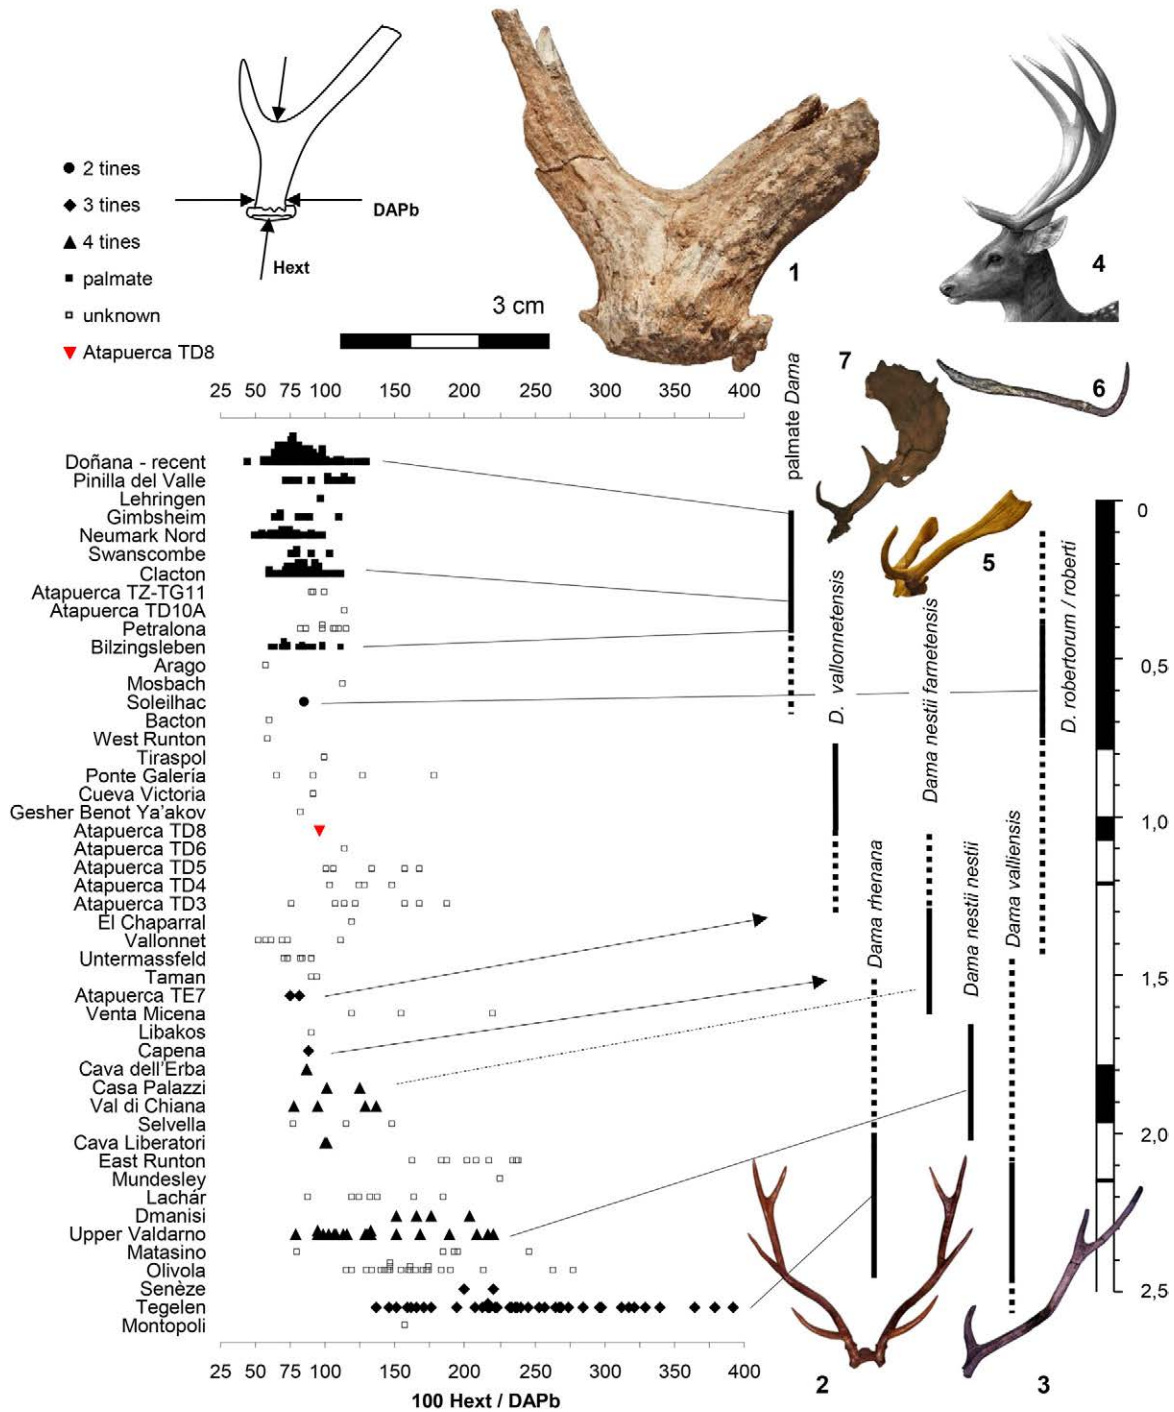 2 tines
3 tines
4 tines
palmate
unknown
Atapuerca TD8
DAPb
Hext
3 cm
1
4
7
6
5
25 50 75 100 150 200 250 300 350 400
palmate Dama
Doñana - recent
Pinilla del Valle
Lehringen
Gimbsheim
Neumark Nord
Swanscombe
Clacton
Atapuerca TZ-TG11
Atapuerca TD10A
Petralona
Bilzingsleben
Arago
Mosbach
Soleilhac
Bacton
West Runton
Tiraspol
Ponte Galería
Cueva Victoria
Gesher Benot Ya'akov
Atapuerca TD8
Atapuerca TD6
Atapuerca TD5
Atapuerca TD4
Atapuerca TD3
El Chaparral
Vallonnet
Untermassfeld
Taman
Atapuerca TE7
Venta Micena
Libakos
Capena
Cava dell'Erba
Casa Palazzi
Val di Chiana
Selvella
Cava Liberatori
East Runton
Mundesley
Lachár
Dmanisi
Upper Valdarno
Matasino
Olivola
Senèze
Tegelen
Montopoli
25 50 75 100 150 200 250 300 350 400
100 Hext / DAPb
D. vallonnetensis
Dama rhenana
Dama nestii farnetensis
Dama nestii nestii
Dama valliensis
D. robertorum / roberti
0
0,58
1,0
1,58
2,0
2,58
2
3